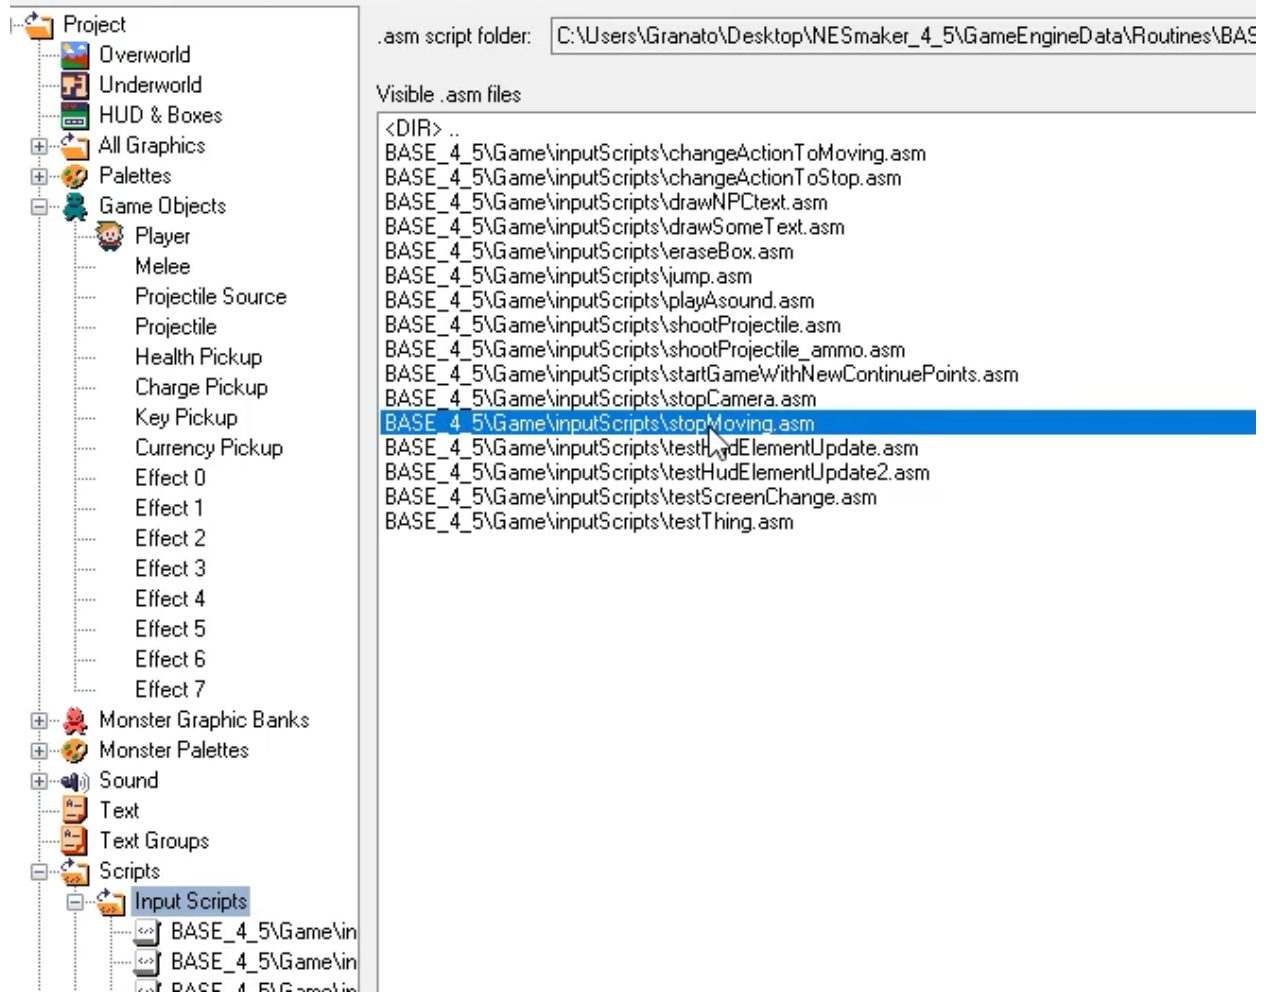 Project
Overworld
Underworld
HUD & Boxes
All Graphics
Palettes
Game Objects
Player
Melee
Projectile Source
Projectile
Health Pickup
Charge Pickup
Key Pickup
Currency Pickup
Effect 0
Effect 1
Effect 2
Effect 3
Effect 4
Effect 5
Effect 6
Effect 7
Monster Graphic Banks
Monster Palettes
Sound
Text
Text Groups
Scripts
Input Scripts
BASE_4_5\Game\in
BASE_4_5\Game\in
BASE_4_5\Game\in
.asm script folder: C:\Users\Granato\Desktop\NESmaker_4_5\GameEngineData\Routines\BAS
Visible .asm files
<DIR> ..
BASE_4_5\Game\inputScripts\changeActionToMoving.asm
BASE_4_5\Game\inputScripts\changeActionToStop.asm
BASE_4_5\Game\inputScripts\drawNPCtext.asm
BASE_4_5\Game\inputScripts\drawSomeText.asm
BASE_4_5\Game\inputScripts\eraseBox.asm
BASE_4_5\Game\inputScripts\jump.asm
BASE_4_5\Game\inputScripts\playAsound.asm
BASE_4_5\Game\inputScripts\shootProjectile.asm
BASE_4_5\Game\inputScripts\shootProjectile_ammo.asm
BASE_4_5\Game\inputScripts\startGameWithNewContinuePoints.asm
BASE_4_5\Game\inputScripts\stopCamera.asm
BASE_4_5\Game\inputScripts\stopMoving.asm
BASE_4_5\Game\inputScripts\testHudElementUpdate.asm
BASE_4_5\Game\inputScripts\testHudElementUpdate2.asm
BASE_4_5\Game\inputScripts\testScreenChange.asm
BASE_4_5\Game\inputScripts\testThing.asm